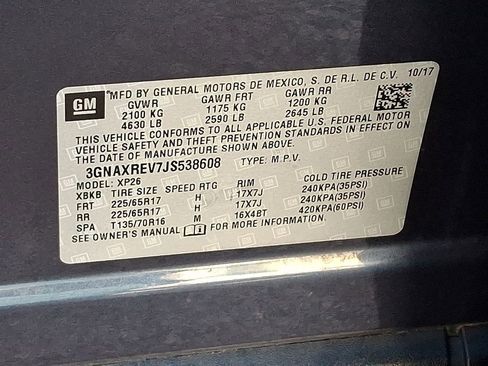 GM
*MFD BY GENERAL MOTORS DE MEXICO, S. DE R.L. DE C.V. 10/17
GVWR GAWR FRT GAWR RR
2100 KG 1175 KG 1200 KG
4630 LB 2590 LB 2645 LB
THIS VEHICLE CONFORMS TO ALL APPLICABLE U.S. FEDERAL MOTOR
VEHICLE SAFETY AND THEFT PREVENTION STANDARDS IN EFFECT ON THE
DATE OF MANUFACTURE SHOWN ABOVE.
3GNAXREV7JS538608 TYPE: M.P.V.
MODEL: XP26
XBKB TIRE SIZE SPEED RTG RIM COLD TIRE PRESSURE
FRT 225/65R17 H 17X7J 240KPA(35PSI)
RR 225/65R17 H 17X7J 240KPA(35PSI)
SPA T135/70R16 M 16X4BT 420KPA(60PSI)
SEE OWNER'S MANUAL FOR ADDITIONAL INFORMATION.